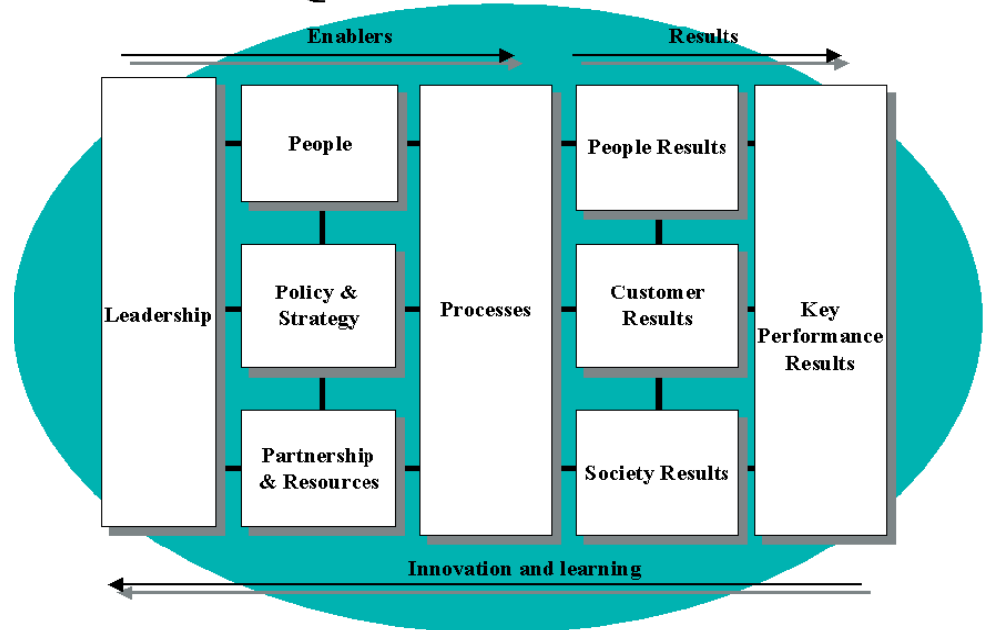 Enablers
Results
Leadership
People
Policy &
Strategy
Partnership
& Resources
Processes
People Results
Customer
Results
Society Results
Key
Performance
Results
Innovation and learning